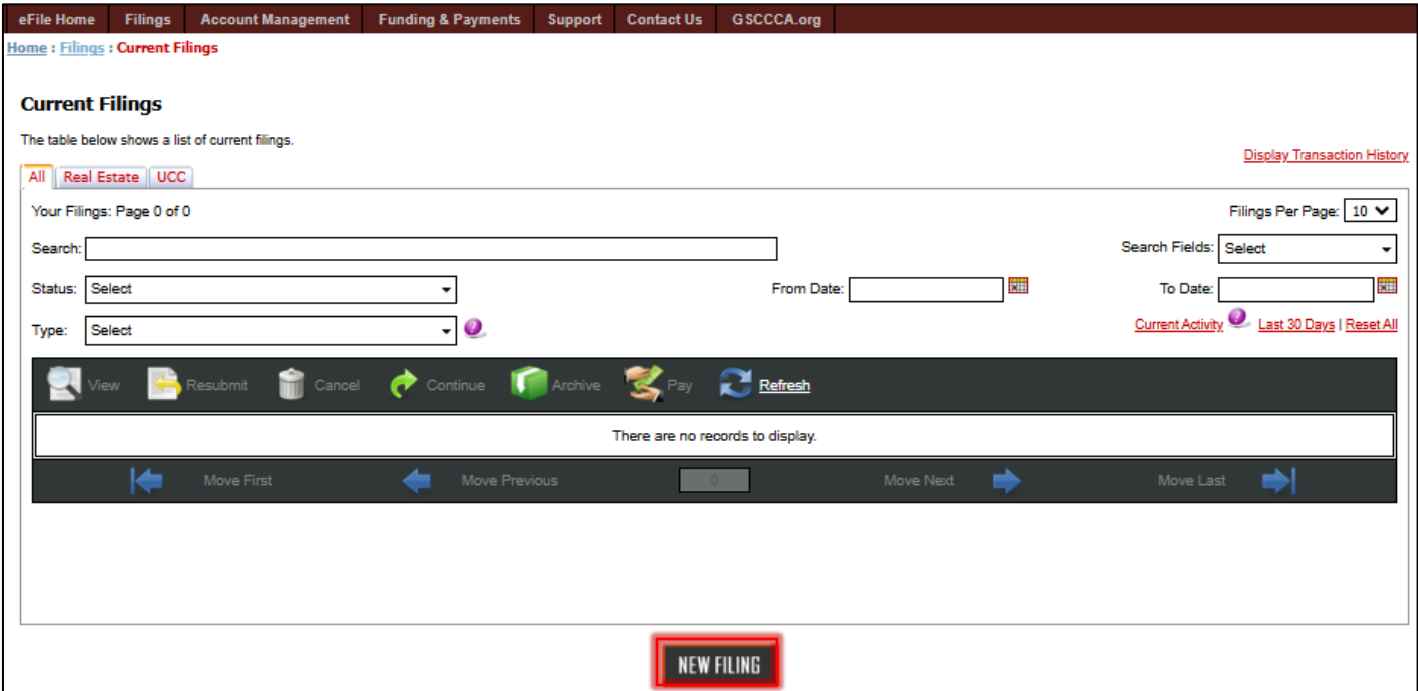 eFile Home Filings Account Management Funding & Payments Support Contact Us GSCCCA.org
Home : Filings : Current Filings
Current Filings
The table below shows a list of current filings.
Display Transaction History
All Real Estate UCC
Your Filings: Page 0 of 0 Filings Per Page: 10
Search: Search Fields: Select
Status: Select From Date: To Date:
Type: Select ? Current Activity ? Last 30 Days | Reset All
View Resubmit Cancel Continue Archive Pay Refresh
There are no records to display.
Move First Move Previous 0 Move Next Move Last
NEW FILING